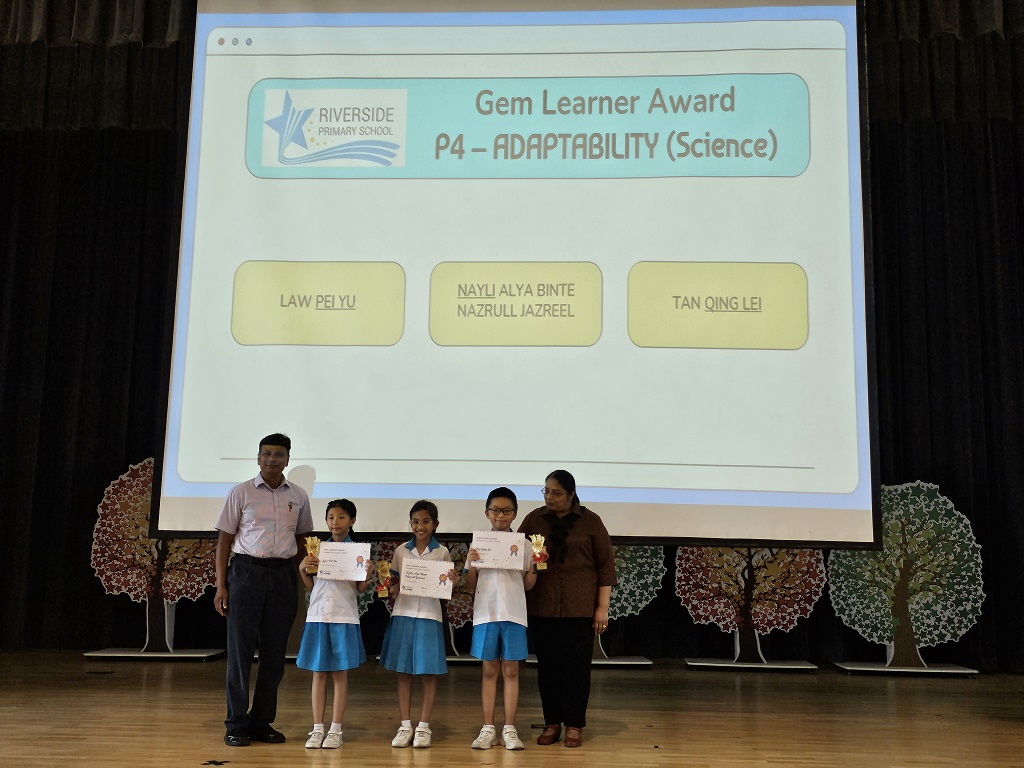 RIVERSIDE
PRIMARY SCHOOL
Gem Learner Award
P4 – ADAPTABILITY (Science)
LAW PEI YU
NAYLI ALYA BINTE
NAZRULL JAZREEL
TAN QING LEI